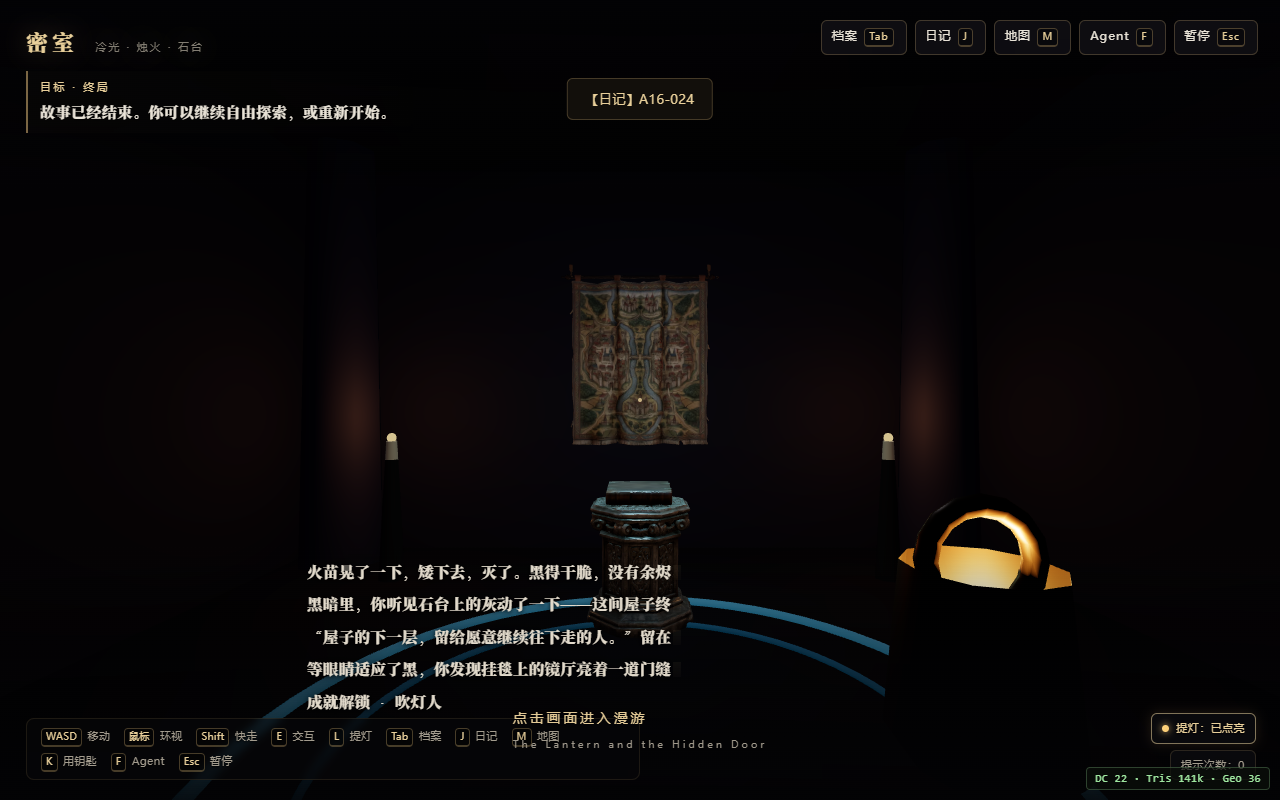 密室 冷光 · 烛火 · 石台
档案 Tab 日记 J 地图 M Agent F 暂停 Esc
目标 · 终局
故事已经结束。你可以继续自由探索，或重新开始。
【日记】A16-024
火苗晃了一下，矮下去，灭了。黑得干脆，没有余烬
黑暗里，你听见石台上的灰动了一下——这间屋子终
“屋子的下一层，留给愿意继续往下走的人。”留在
等眼睛适应了黑，你发现挂毯上的镜厅亮着一道门缝
成就解锁 · 吹灯人
点击画面进入漫游
The Lantern and the Hidden Door
WASD 移动 鼠标 环视 Shift 快走 E 交互 L 提灯 Tab 档案 J 日记 M 地图
K 用钥匙 F Agent Esc 暂停
提灯：已点亮
提示次数：0
DC 22 · Tris 141k · Geo 36